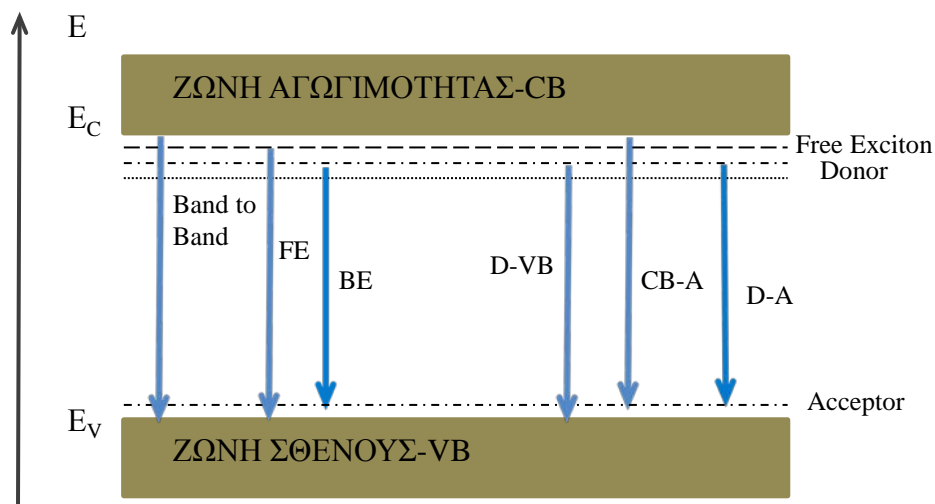 E
ΖΩΝΗ ΑΓΩΓΙΜΟΤΗΤΑΣ-CB
E_C
Free Exciton
Donor
Band to
Band
FE
BE
D-VB
CB-A
D-A
Acceptor
E_V
ΖΩΝΗ ΣΘΕΝΟΥΣ-VB